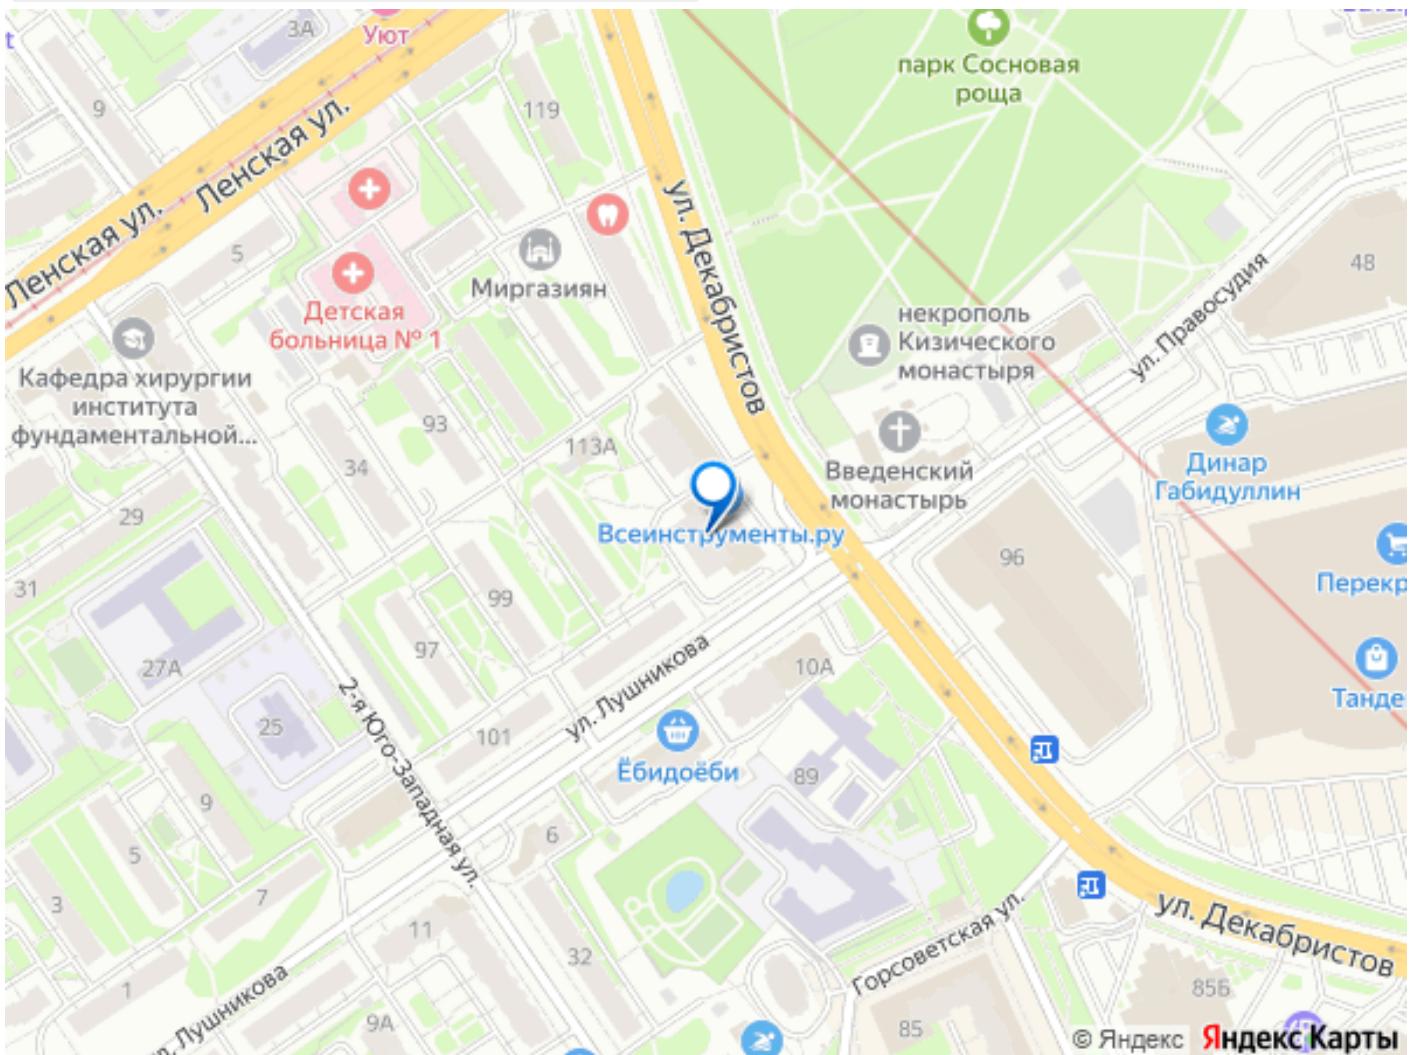 3А
Уют
парк Сосновая
роща
9
119
Ленская ул.
Ленская ул.
ул. Декабристов
5
Миргазиян
48
Детская
больница № 1
некрополь
Кизического
монастыря
ул. Правосудия
Кафедра хирургии
института
фундаментальной...
93
34
113А
Введенский
монастырь
Динар
Габидуллин
29
Всеинструменты.ру
96
31
99
Перекр
97
27А
10А
ул. Лушникова
2-я Юго-Западная ул.
Танде
25
101
Ёбидоёби
89
9
6
5
7
3
11
ул. Декабристов
32
Горсоветская ул.
1
ул. Лушникова
9А
85Б
85
© Яндекс Яндекс Карты